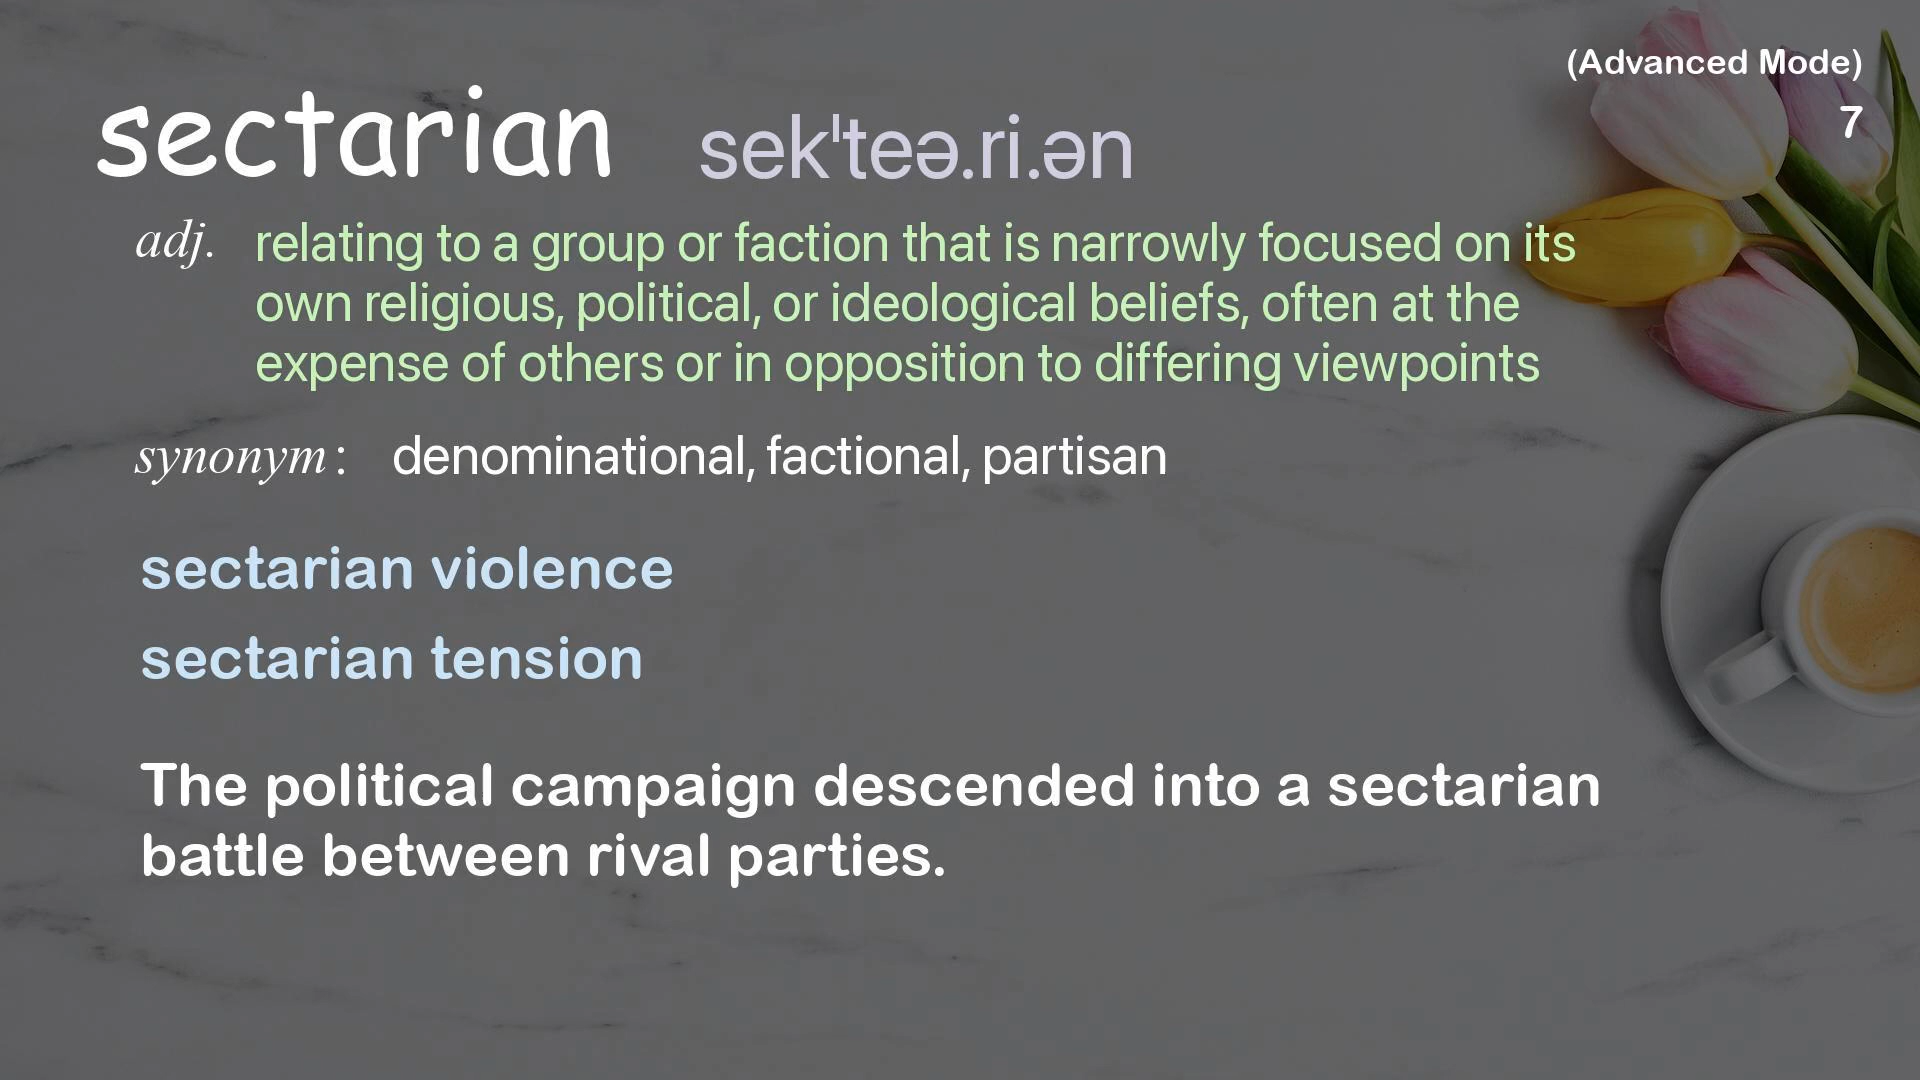 (Advanced Mode)
7
sectarian sek'teə.ri.ən
adj. relating to a group or faction that is narrowly focused on its
own religious, political, or ideological beliefs, often at the
expense of others or in opposition to differing viewpoints
synonym : denominational, factional, partisan
sectarian violence
sectarian tension
The political campaign descended into a sectarian
battle between rival parties.